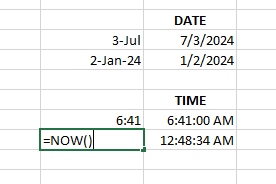 DATE
3-Jul 7/3/2024
2-Jan-24 1/2/2024
TIME
6:41 6:41:00 AM
=NOW() 12:48:34 AM